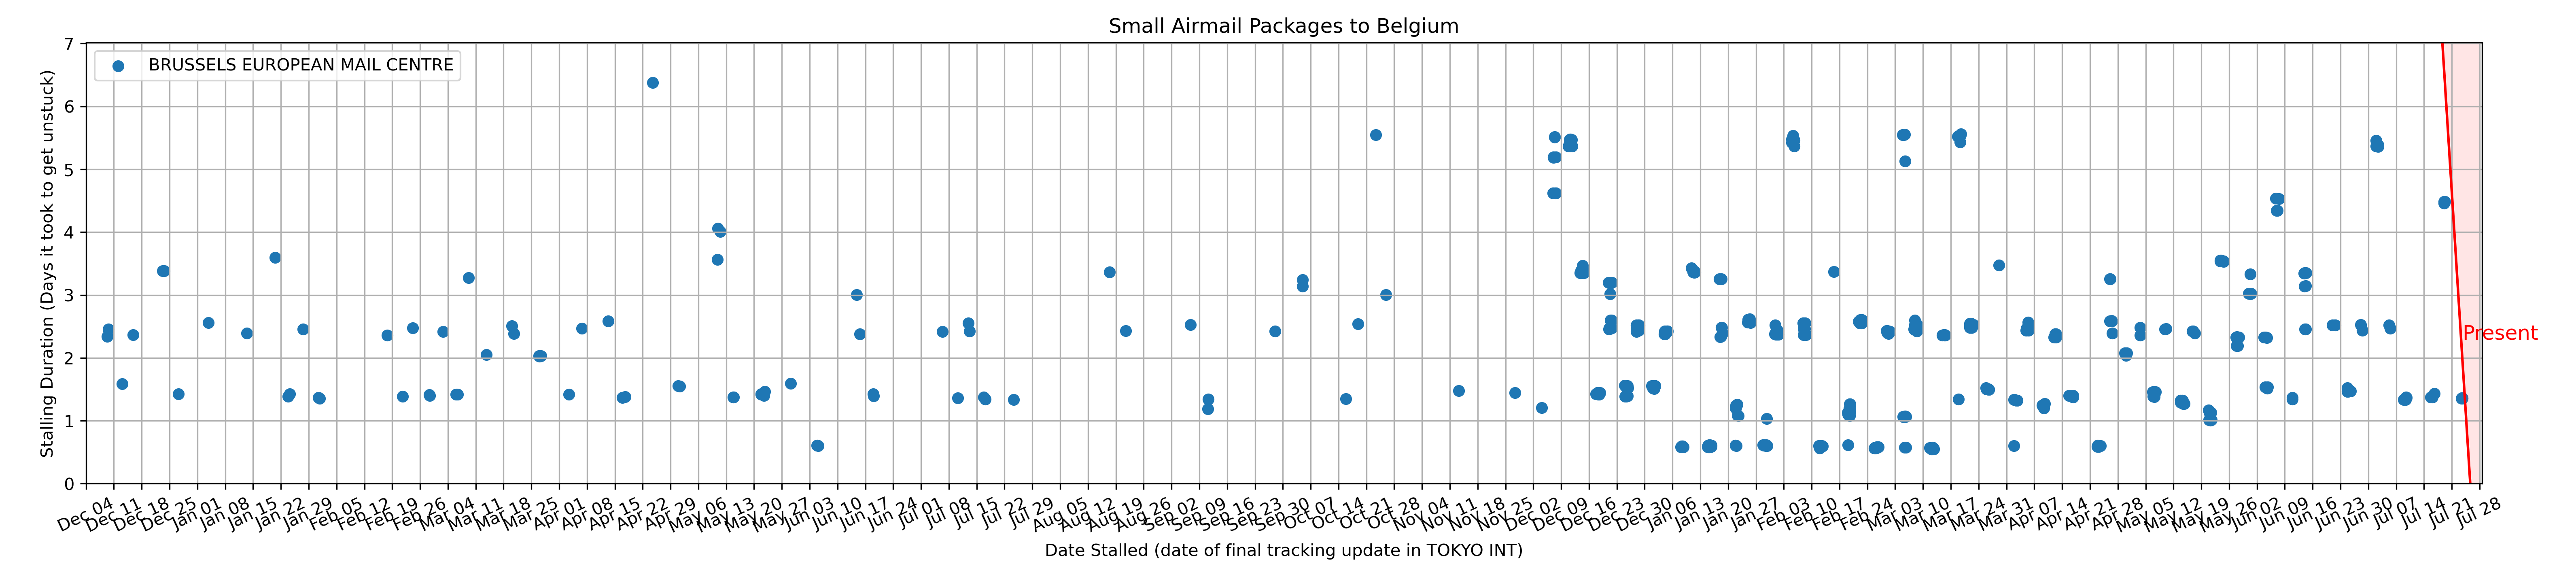 Small Airmail Packages to Belgium
BRUSSELS EUROPEAN MAIL CENTRE
Stalling Duration (Days it took to get unstuck)
7
6
5
4
3
2
1
0
Present
Dec 04 Dec 11 Dec 18 Dec 25 Jan 01 Jan 08 Jan 15 Jan 22 Jan 29 Feb 05 Feb 12 Feb 19 Feb 26 Mar 04 Mar 11 Mar 18 Mar 25 Apr 01 Apr 08 Apr 15 Apr 22 Apr 29 May 06 May 13 May 20 May 27 Jun 03 Jun 10 Jun 17 Jun 24 Jul 01 Jul 08 Jul 15 Jul 22 Jul 29 Aug 05 Aug 12 Aug 19 Aug 26 Sep 02 Sep 09 Sep 16 Sep 23 Sep 30 Oct 07 Oct 14 Oct 21 Oct 28 Nov 04 Nov 11 Nov 18 Nov 25 Dec 02 Dec 09 Dec 16 Dec 23 Dec 30 Jan 06 Jan 13 Jan 20 Jan 27 Feb 03 Feb 10 Feb 17 Feb 24 Mar 03 Mar 10 Mar 17 Mar 24 Mar 31 Apr 07 Apr 14 Apr 21 Apr 28 May 05 May 12 May 19 May 26 Jun 02 Jun 09 Jun 16 Jun 23 Jun 30 Jul 07 Jul 14 Jul 21 Jul 28
Date Stalled (date of final tracking update in TOKYO INT)